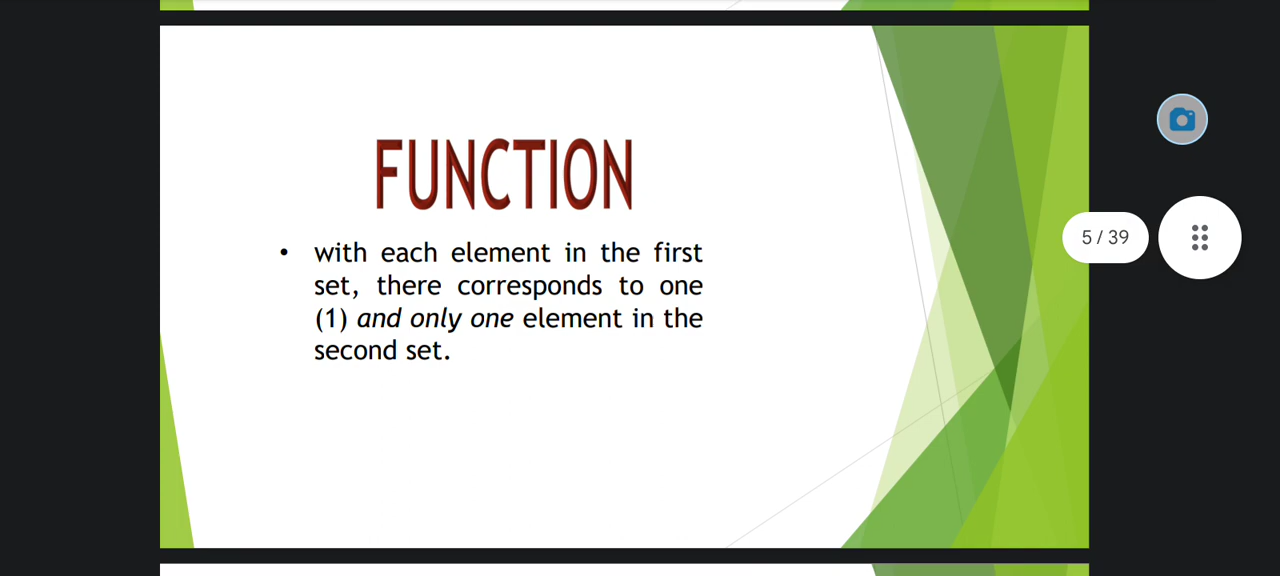 FUNCTION
• with each element in the first
set, there corresponds to one
(1) and only one element in the
second set.
5 / 39